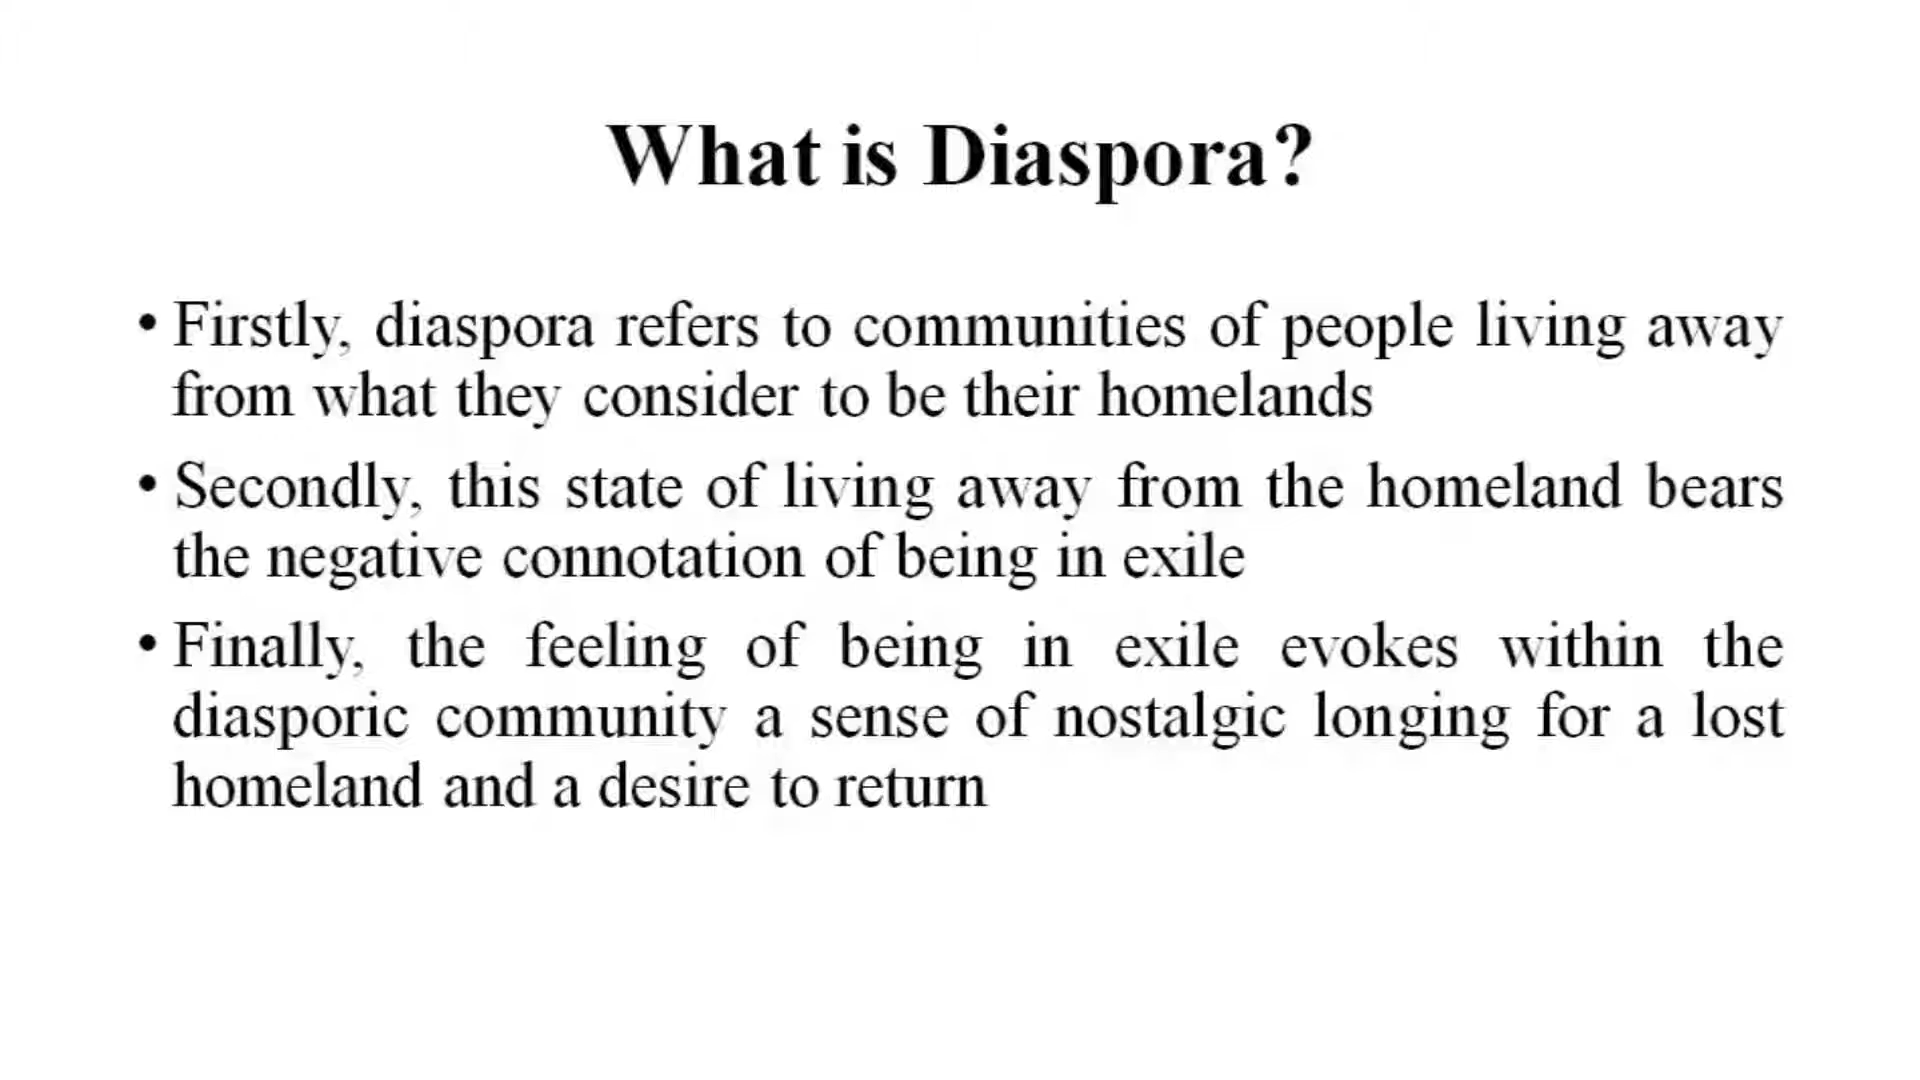 What is Diaspora?
• Firstly, diaspora refers to communities of people living away
from what they consider to be their homelands
• Secondly, this state of living away from the homeland bears
the negative connotation of being in exile
• Finally, the feeling of being in exile evokes within the
diasporic community a sense of nostalgic longing for a lost
homeland and a desire to return